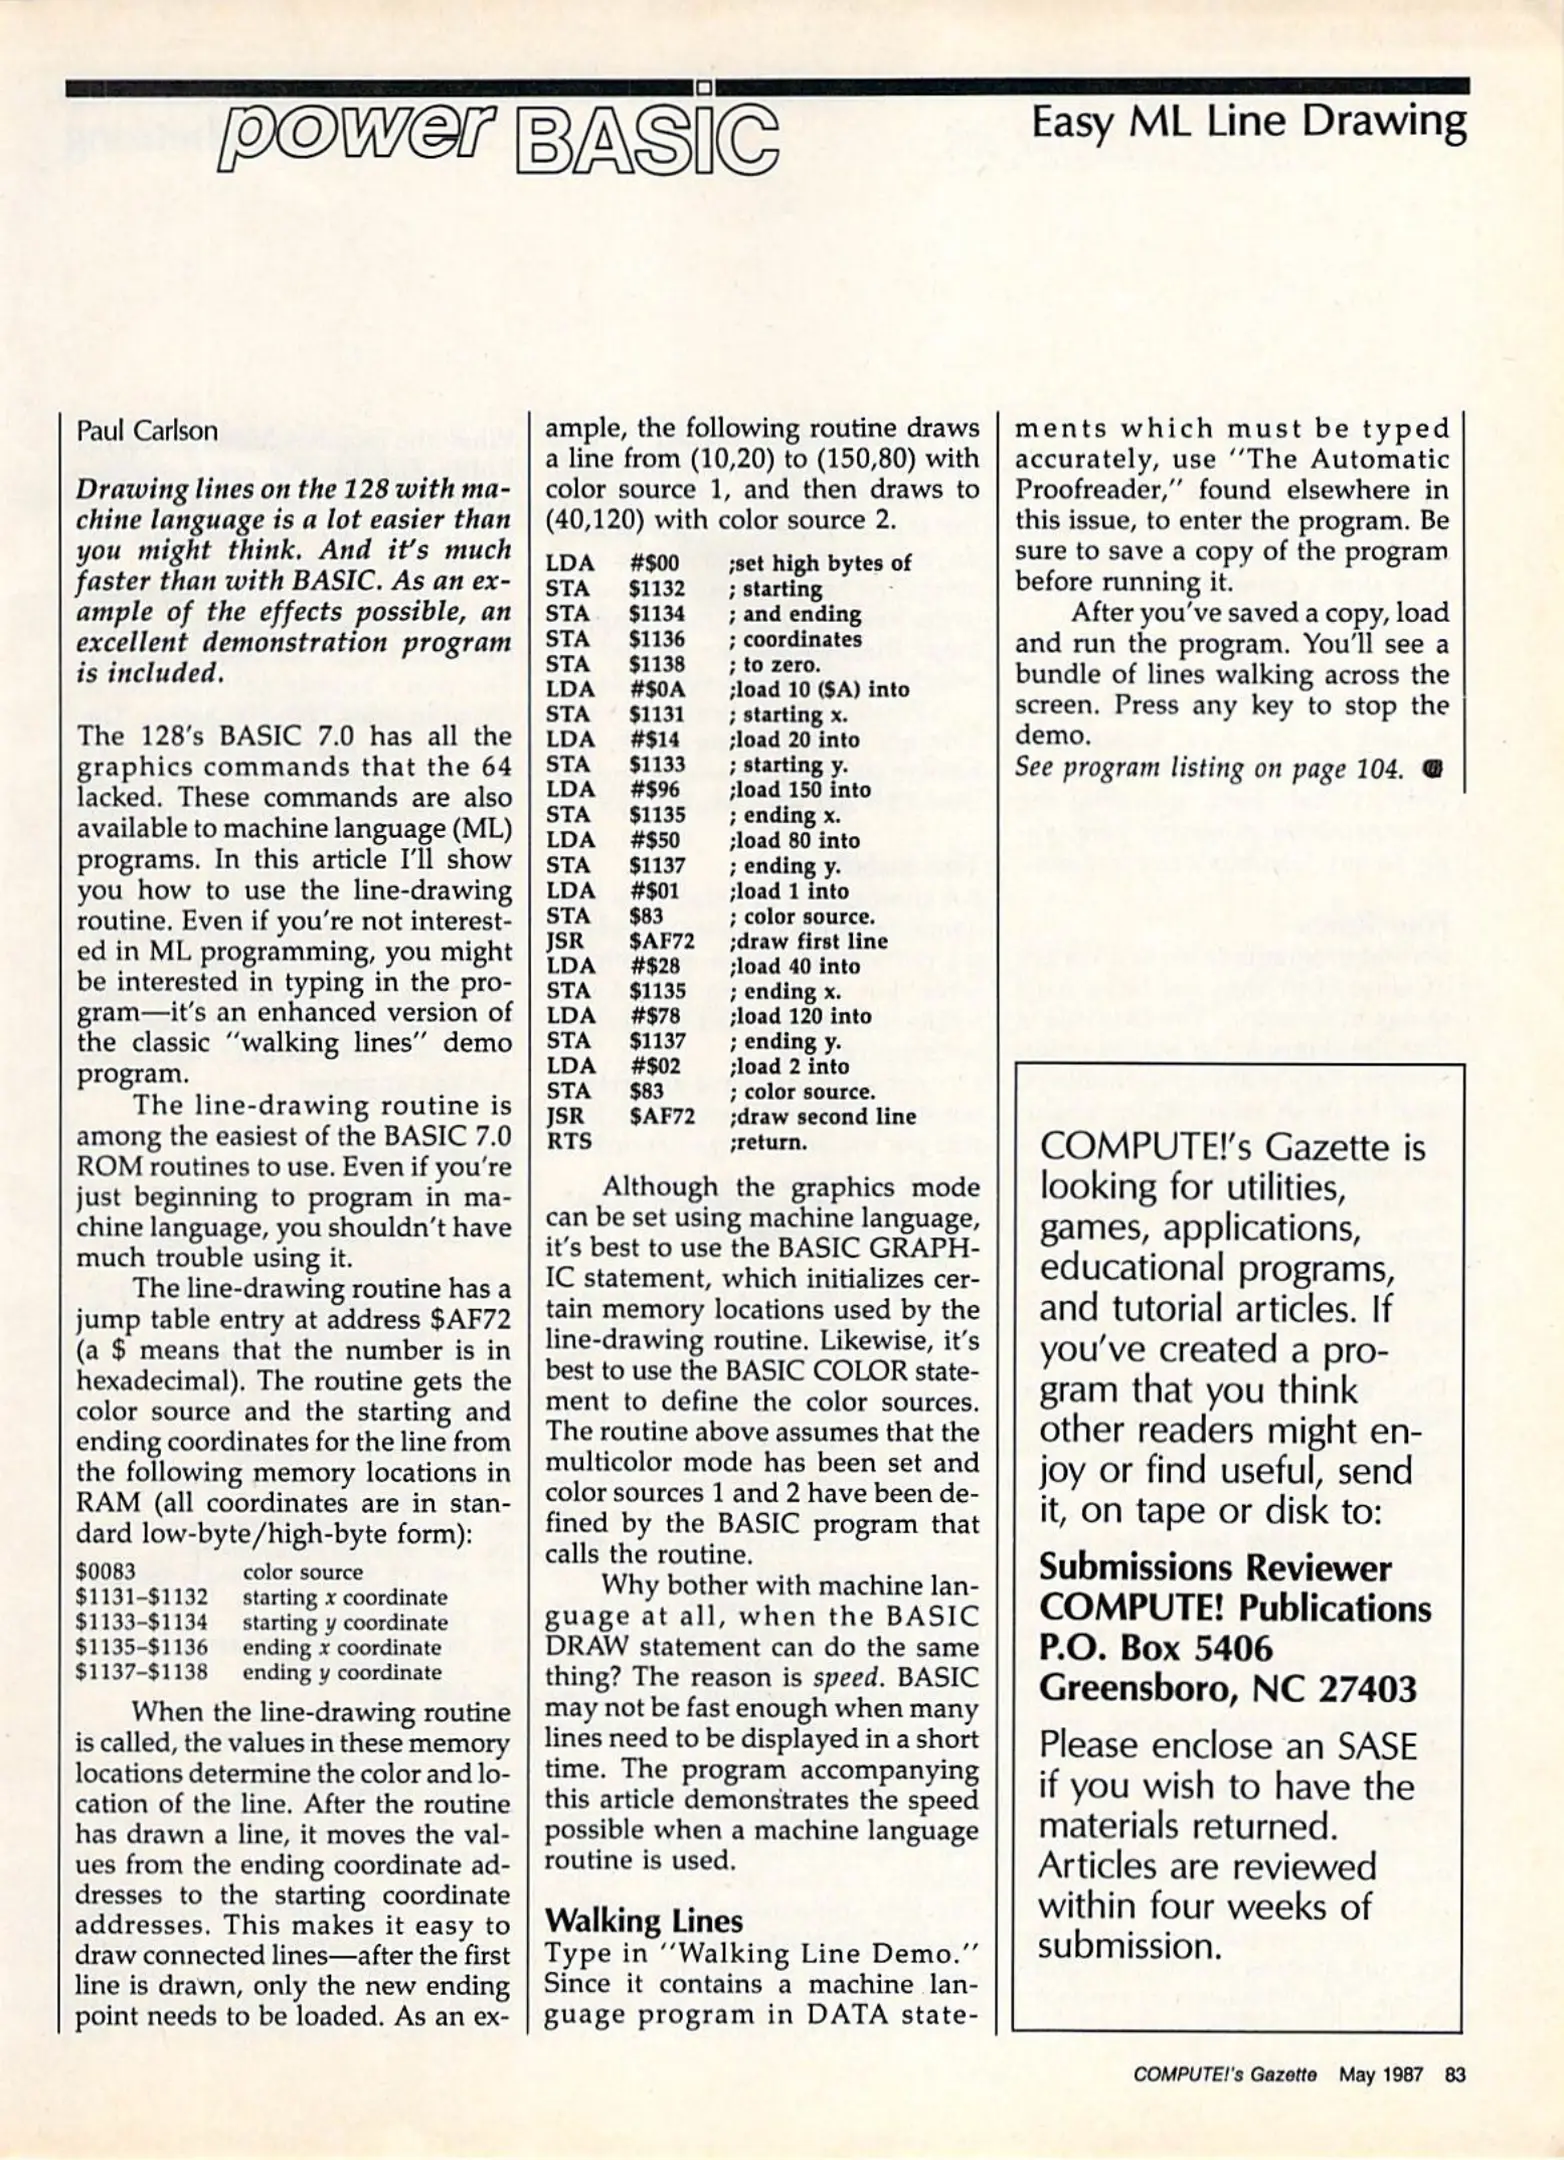 power BASIC
Easy ML Line Drawing
Paul Carlson
Drawing lines on the 128 with ma-
chine language is a lot easier than
you might think. And it's much
faster than with BASIC. As an ex-
ample of the effects possible, an
excellent demonstration program
is included.
The 128's BASIC 7.0 has all the
graphics commands that the 64
lacked. These commands are also
available to machine language (ML)
programs. In this article I'll show
you how to use the line-drawing
routine. Even if you're not interest-
ed in ML programming, you might
be interested in typing in the pro-
gram—it's an enhanced version of
the classic "walking lines" demo
program.
The line-drawing routine is
among the easiest of the BASIC 7.0
ROM routines to use. Even if you're
just beginning to program in ma-
chine language, you shouldn't have
much trouble using it.
The line-drawing routine has a
jump table entry at address $AF72
(a $ means that the number is in
hexadecimal). The routine gets the
color source and the starting and
ending coordinates for the line from
the following memory locations in
RAM (all coordinates are in stan-
dard low-byte/high-byte form):
$0083 color source
$1131–$1132 starting x coordinate
$1133–$1134 starting y coordinate
$1135–$1136 ending x coordinate
$1137–$1138 ending y coordinate
When the line-drawing routine
is called, the values in these memory
locations determine the color and lo-
cation of the line. After the routine
has drawn a line, it moves the val-
ues from the ending coordinate ad-
dresses to the starting coordinate
addresses. This makes it easy to
draw connected lines—after the first
line is drawn, only the new ending
point needs to be loaded. As an ex-
ample, the following routine draws
a line from (10,20) to (150,80) with
color source 1, and then draws to
(40,120) with color source 2.
LDA #$00 ;set high bytes of
STA $1132 ; starting
STA $1134 ; and ending
STA $1136 ; coordinates
STA $1138 ; to zero.
LDA #$0A ;load 10 ($A) into
STA $1131 ; starting x.
LDA #$14 ;load 20 into
STA $1133 ; starting y.
LDA #$96 ;load 150 into
STA $1135 ; ending x.
LDA #$50 ;load 80 into
STA $1137 ; ending y.
LDA #$01 ;load 1 into
STA $83 ; color source.
JSR $AF72 ;draw first line
LDA #$28 ;load 40 into
STA $1135 ; ending x.
LDA #$78 ;load 120 into
STA $1137 ; ending y.
LDA #$02 ;load 2 into
STA $83 ; color source.
JSR $AF72 ;draw second line
RTS ;return.
Although the graphics mode
can be set using machine language,
it's best to use the BASIC GRAPH-
IC statement, which initializes cer-
tain memory locations used by the
line-drawing routine. Likewise, it's
best to use the BASIC COLOR state-
ment to define the color sources.
The routine above assumes that the
multicolor mode has been set and
color sources 1 and 2 have been de-
fined by the BASIC program that
calls the routine.
Why bother with machine lan-
guage at all, when the BASIC
DRAW statement can do the same
thing? The reason is speed. BASIC
may not be fast enough when many
lines need to be displayed in a short
time. The program accompanying
this article demonstrates the speed
possible when a machine language
routine is used.
Walking Lines
Type in "Walking Line Demo."
Since it contains a machine lan-
guage program in DATA state-
ments which must be typed
accurately, use "The Automatic
Proofreader," found elsewhere in
this issue, to enter the program. Be
sure to save a copy of the program
before running it.
After you've saved a copy, load
and run the program. You'll see a
bundle of lines walking across the
screen. Press any key to stop the
demo.
See program listing on page 104.
COMPUTE!'s Gazette is
looking for utilities,
games, applications,
educational programs,
and tutorial articles. If
you've created a pro-
gram that you think
other readers might en-
joy or find useful, send
it, on tape or disk to:
Submissions Reviewer
COMPUTE! Publications
P.O. Box 5406
Greensboro, NC 27403
Please enclose an SASE
if you wish to have the
materials returned.
Articles are reviewed
within four weeks of
submission.
COMPUTE!'s Gazette May 1987 83